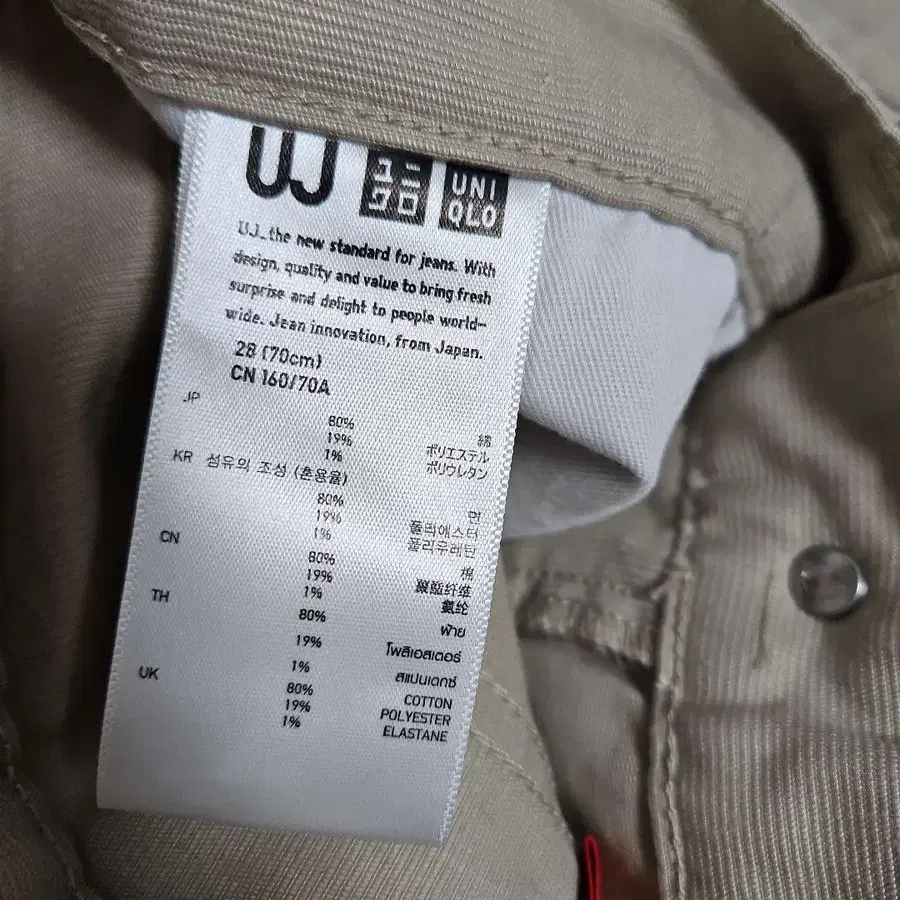 UJ ユニクロ UNIQLO
UJ_the new standard for jeans. With
design, quality and value to bring fresh
surprise and delight to people world-
wide. Jean innovation, from Japan.
28 (70cm)
CN 160/70A
JP
80% 綿
19% ポリエステル
1% ポリウレタン
KR 섬유의 조성 (혼용율)
80% 면
19% 폴리에스터
1% 폴리우레탄
CN
80% 棉
19% 聚酯纤维
1% 氨纶
TH
80% ฝ้าย
19% โพลิเอสเตอร์
1% สแปนเดกซ์
UK
80% COTTON
19% POLYESTER
1% ELASTANE